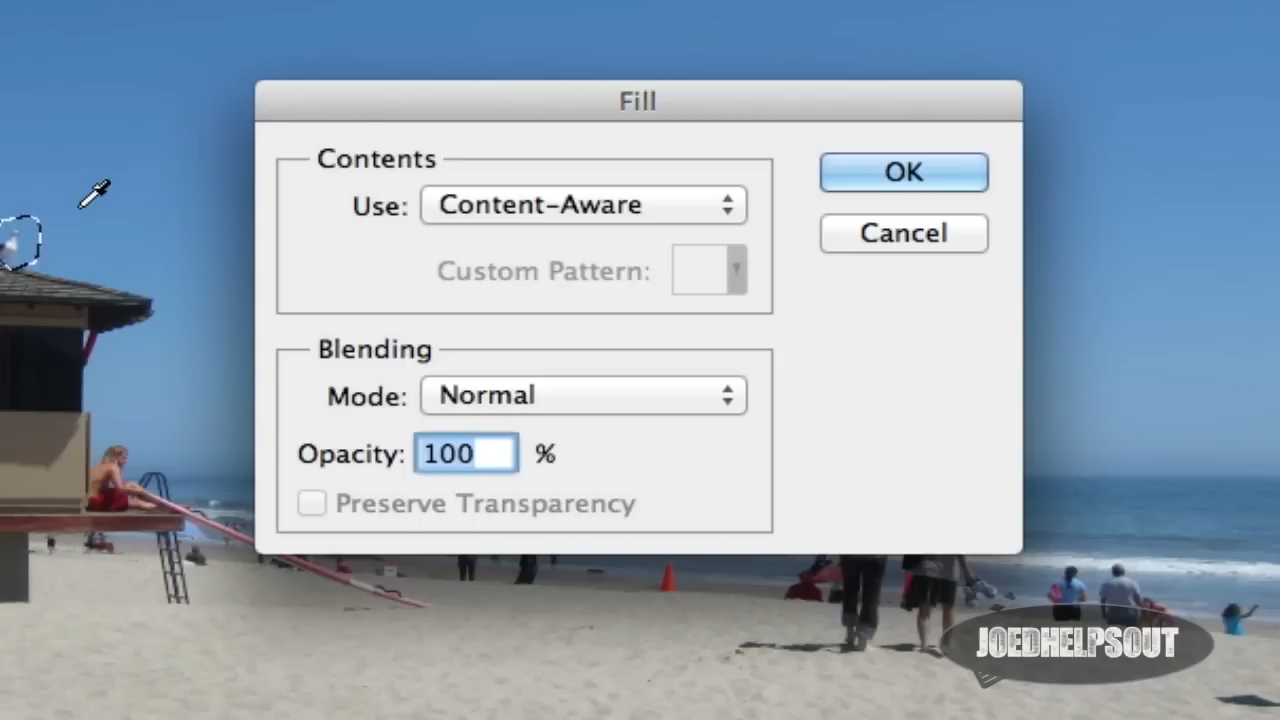 Fill
Contents
Use: Content-Aware
Custom Pattern:
OK
Cancel
Blending
Mode: Normal
Opacity: 100 %
Preserve Transparency
JOEDHELPSOUT